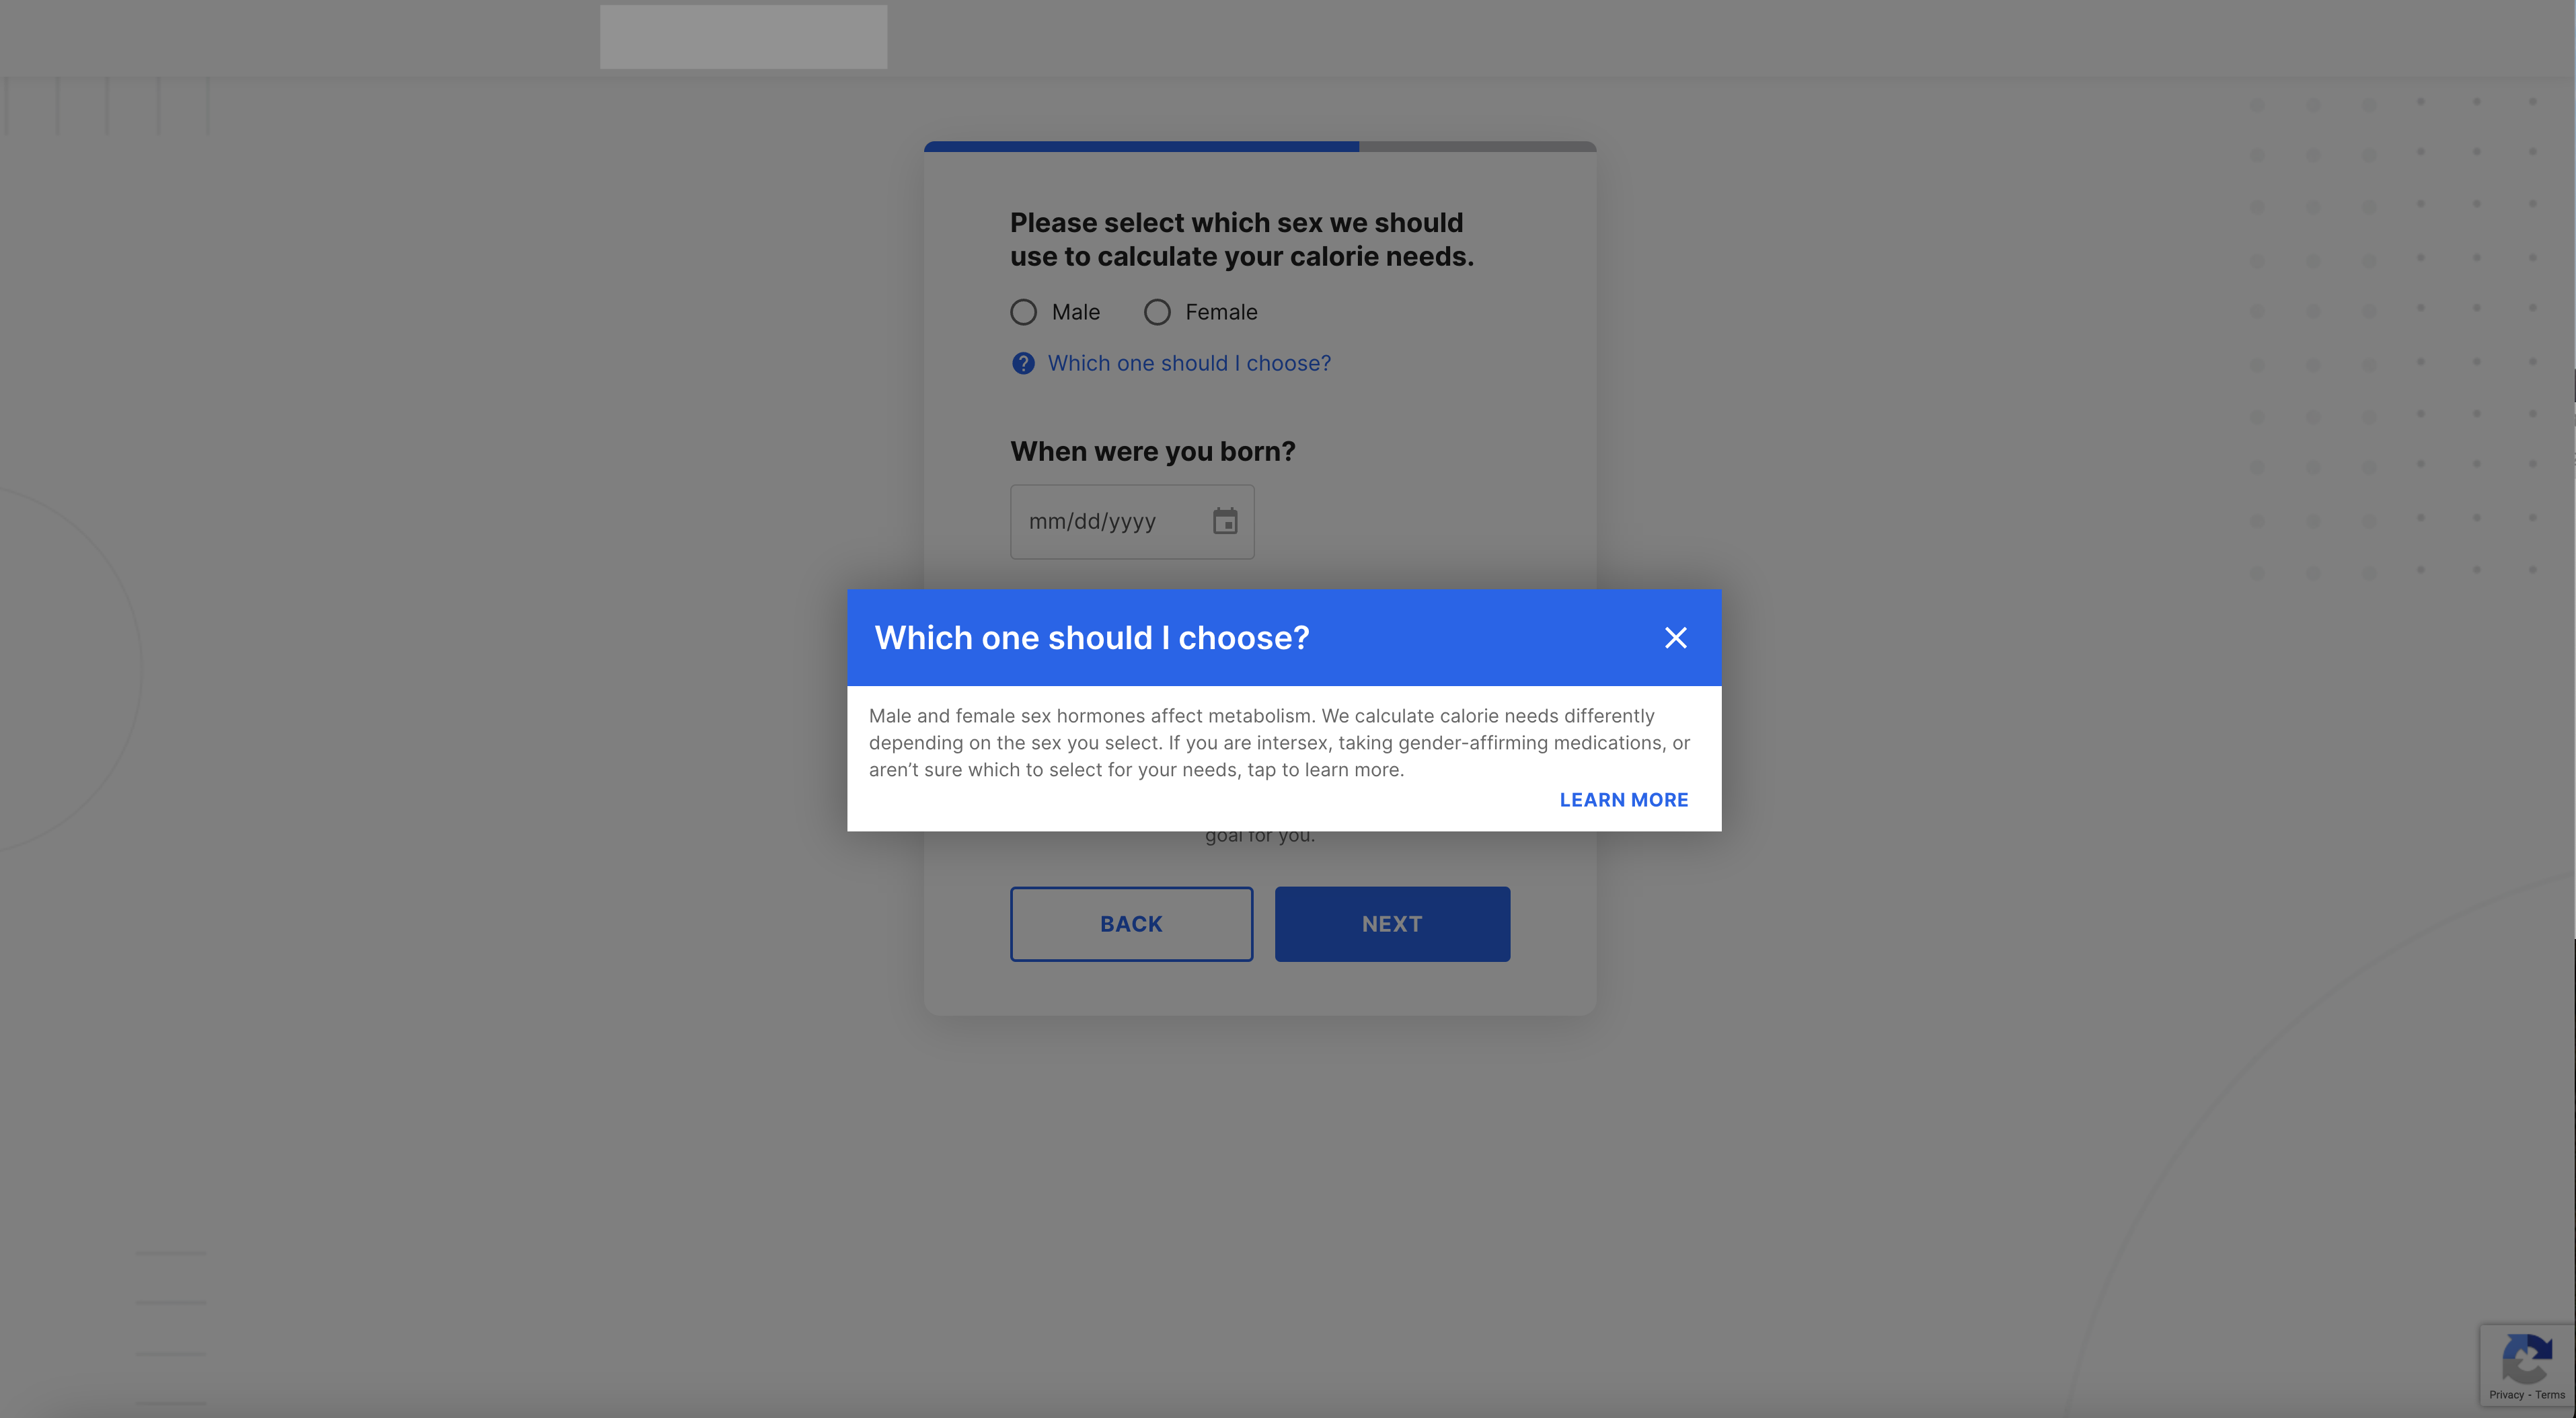 Please select which sex we should
use to calculate your calorie needs.
Male Female
? Which one should I choose?
When were you born?
mm/dd/yyyy
Which one should I choose?
Male and female sex hormones affect metabolism. We calculate calorie needs differently
depending on the sex you select. If you are intersex, taking gender-affirming medications, or
aren’t sure which to select for your needs, tap to learn more.
LEARN MORE
goal for you.
BACK NEXT
Privacy - Terms